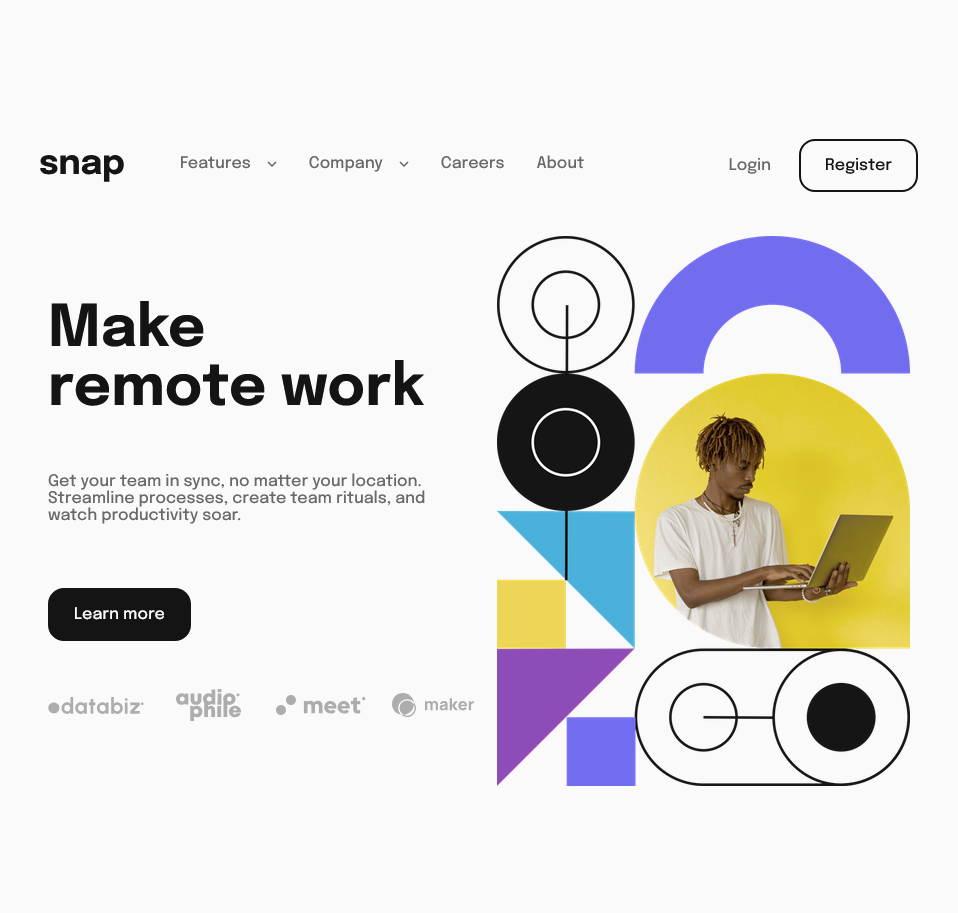 snap
Features
Company
Careers
About
Login
Register
Make
remote work
Get your team in sync, no matter your location.
Streamline processes, create team rituals, and
watch productivity soar.
Learn more
databiz
audio
phile
meet
maker